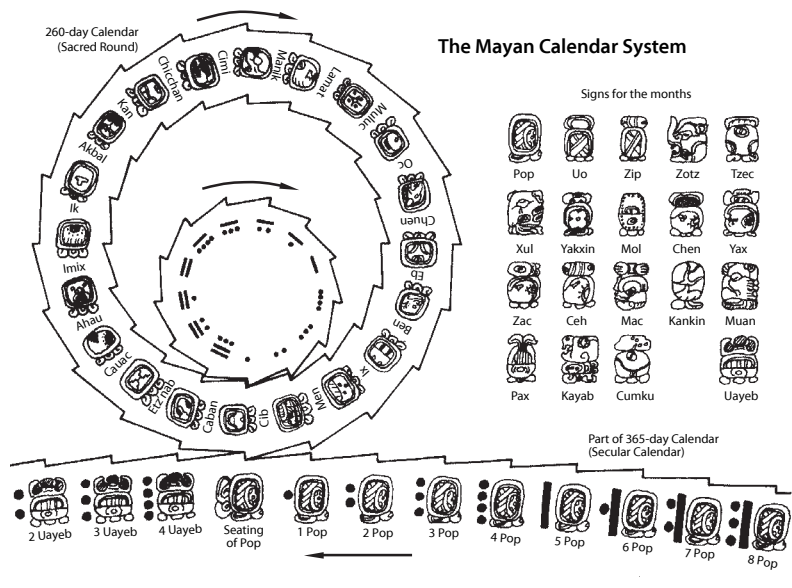 260-day Calendar
(Sacred Round)
The Mayan Calendar System
Imix
Ik
Akbal
Kan
Chicchan
Cimi
Manik
Lamat
Muluc
Oc
Chuen
Eb
Ben
Ix
Men
Cib
Caban
Etz nab
Cauac
Ahau
Signs for the months
Pop Uo Zip Zotz Tzec
Xul Yakxin Mol Chen Yax
Zac Ceh Mac Kankin Muan
Pax Kayab Cumku Uayeb
Part of 365-day Calendar
(Secular Calendar)
2 Uayeb 3 Uayeb 4 Uayeb Seating
of Pop 1 Pop 2 Pop 3 Pop 4 Pop 5 Pop 6 Pop 7 Pop 8 Pop